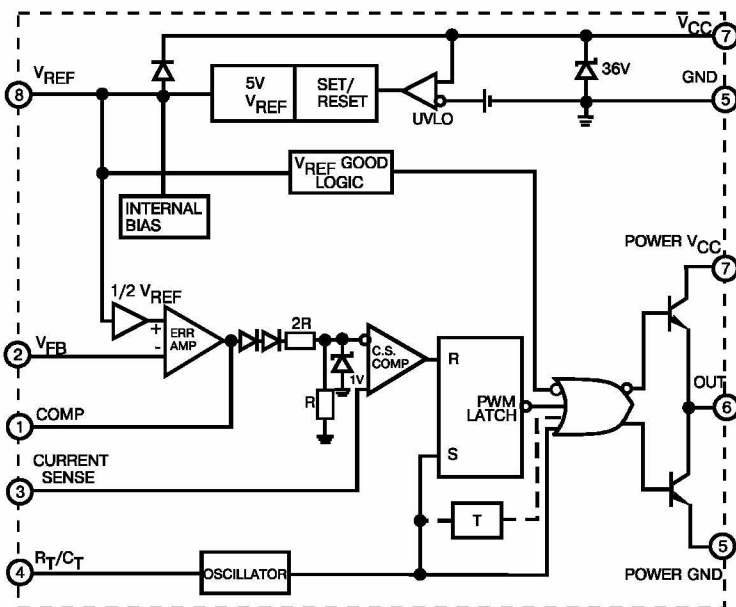 VCC
7
VREF
8
5V
VREF
SET/
RESET
UVLO
36V
GND
5
VREF GOOD
LOGIC
INTERNAL
BIAS
POWER VCC
7
1/2 VREF
+
-
ERR
AMP
2R
R
1V
C.S.
COMP
R
PWM
LATCH
S
T
OUT
6
VFB
2
COMP
1
CURRENT
SENSE
3
RT/CT
4
OSCILLATOR
5
POWER GND